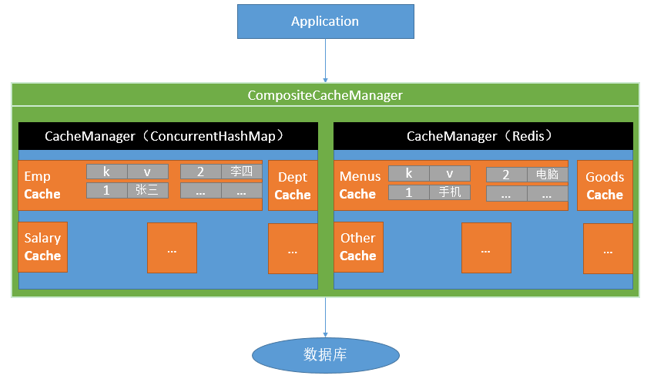 Application
CompositeCacheManager
CacheManager（ConcurrentHashMap）
Emp
Cache
k v
1 张三
2 李四
... ...
Dept
Cache
Salary
Cache
...
...
CacheManager（Redis）
Menus
Cache
k v
1 手机
2 电脑
... ...
Goods
Cache
Other
Cache
...
...
数据库